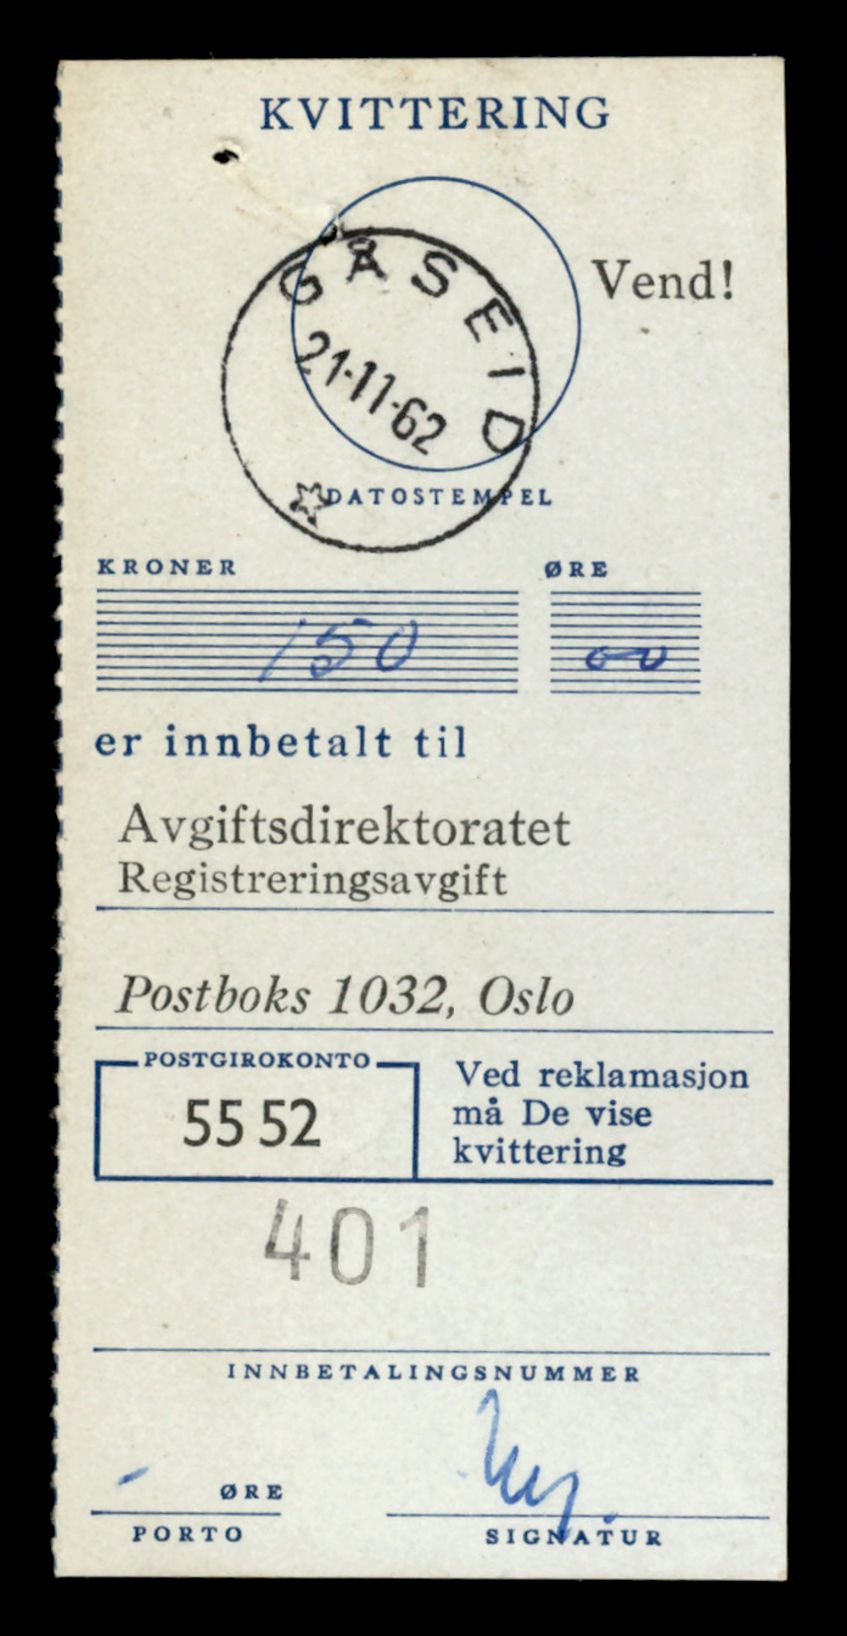 KVITTERING
Vend!
GÅSEID
21-11-62
DATOSTEMPEL
KRONER ØRE
150 00
er innbetalt til
Avgiftsdirektoratet
Registreringsavgift
Postboks 1032, Oslo
POSTGIROKONTO
55 52
Ved reklamasjon
må De vise
kvittering
401
INNBETALINGSNUMMER
- ØRE
PORTO
SIGNATUR